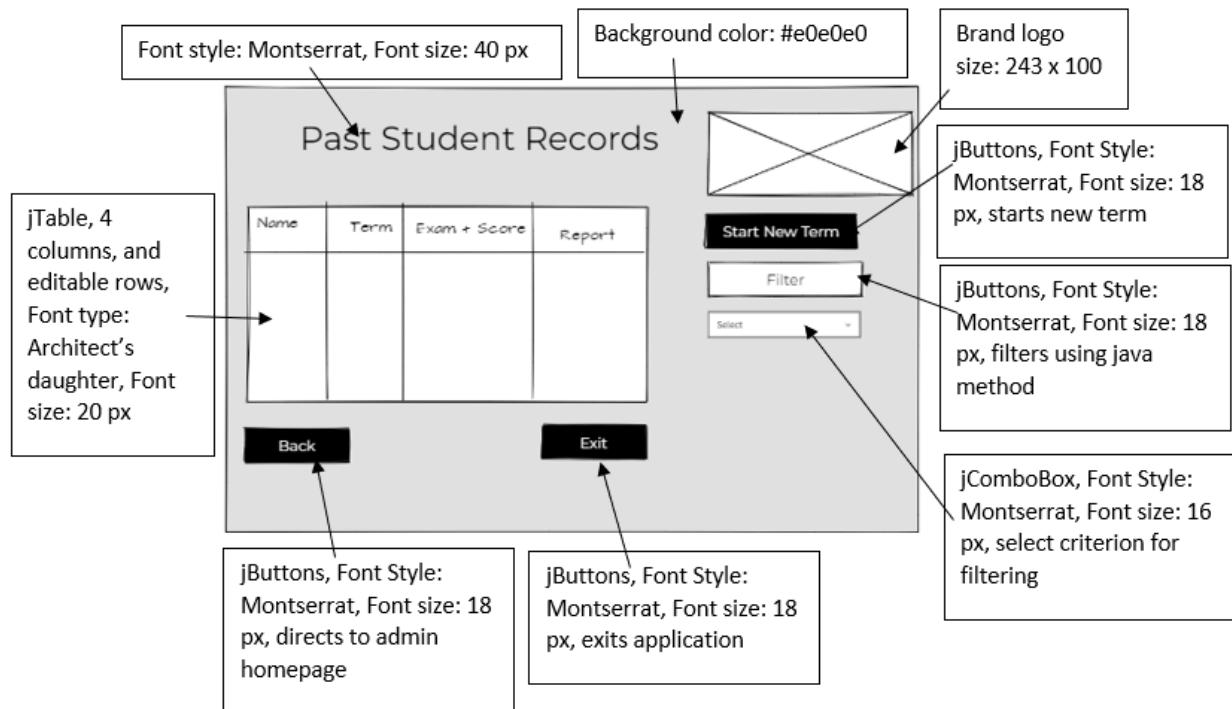 Font style: Montserrat, Font size: 40 px
Background color: #e0e0e0
Brand logo
size: 243 x 100
Past Student Records
jButtons, Font Style:
Montserrat, Font size: 18
px, starts new term
jTable, 4
columns, and
editable rows,
Font type:
Architect’s
daughter, Font
size: 20 px
Name Term Exam + Score Report
Start New Term
Filter
Select
jButtons, Font Style:
Montserrat, Font size: 18
px, filters using java
method
Back
Exit
jComboBox, Font Style:
Montserrat, Font size: 16
px, select criterion for
filtering
jButtons, Font Style:
Montserrat, Font size: 18
px, directs to admin
homepage
jButtons, Font Style:
Montserrat, Font size: 18
px, exits application